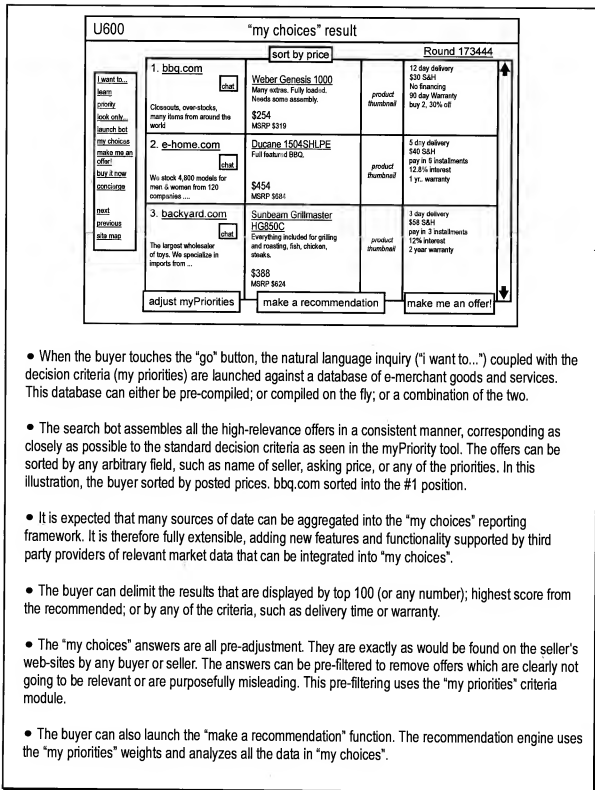 U600
"my choices" result
sort by price
Round 173444
I want to...
learn
priority
look only...
launch bot
my choices
make me an
offer!
buy it now
concierge
next
previous
site map
1. bbq.com
chat
Closeouts, over-stocks,
many items from around the
world
Weber Genesis 1000
Many extras. Fully loaded.
Needs some assembly.
$254
MSRP $319
product
thumbnail
12 day delivery
$30 S&H
No financing
90 day Warranty
buy 2, 30% off
2. e-home.com
chat
We stock 4,800 models for
men & women from 120
companies ....
Ducane 1504SHLPE
Full featured BBQ.
$454
MSRP $684
product
thumbnail
5 day delivery
$40 S&H
pay in 6 installments
12.8% interest
1 yr.. warranty
3. backyard.com
chat
The largest wholesaler
of toys. We specialize in
imports from ...
Sunbeam Grillmaster
HG850C
Everything included for grilling
and roasting, fish, chicken,
steaks.
$388
MSRP $624
product
thumbnail
3 day delivery
$58 S&H
pay in 3 installments
12% interest
2 year warranty
adjust myPriorities
make a recommendation
make me an offer!
• When the buyer touches the "go" button, the natural language inquiry ("i want to...") coupled with the
decision criteria (my priorities) are launched against a database of e-merchant goods and services.
This database can either be pre-compiled; or compiled on the fly; or a combination of the two.
• The search bot assembles all the high-relevance offers in a consistent manner, corresponding as
closely as possible to the standard decision criteria as seen in the myPriority tool. The offers can be
sorted by any arbitrary field, such as name of seller, asking price, or any of the priorities. In this
illustration, the buyer sorted by posted prices. bbq.com sorted into the #1 position.
• It is expected that many sources of date can be aggregated into the "my choices" reporting
framework. It is therefore fully extensible, adding new features and functionality supported by third
party providers of relevant market data that can be integrated into "my choices".
• The buyer can delimit the results that are displayed by top 100 (or any number); highest score from
the recommended; or by any of the criteria, such as delivery time or warranty.
• The "my choices" answers are all pre-adjustment. They are exactly as would be found on the seller's
web-sites by any buyer or seller. The answers can be pre-filtered to remove offers which are clearly not
going to be relevant or are purposefully misleading. This pre-filtering uses the "my priorities" criteria
module.
• The buyer can also launch the "make a recommendation" function. The recommendation engine uses
the "my priorities" weights and analyzes all the data in "my choices".